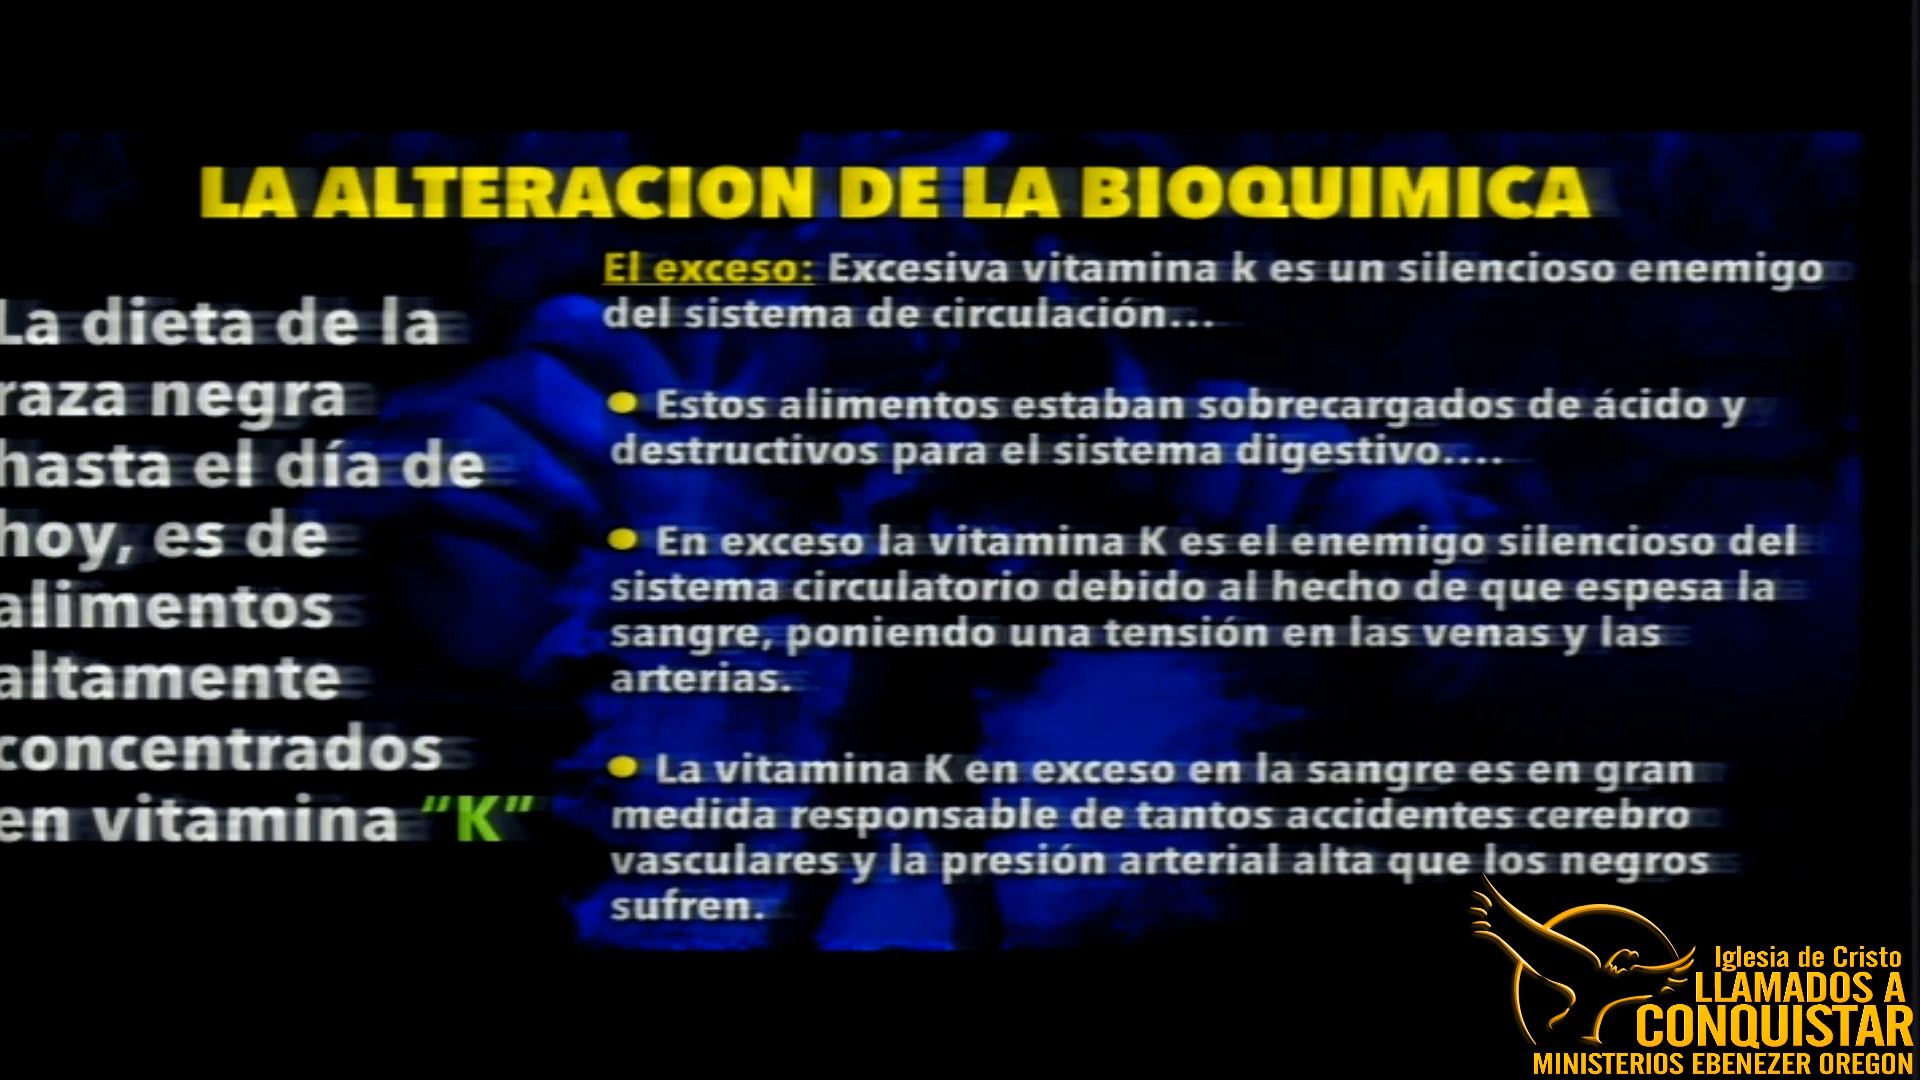 LA ALTERACION DE LA BIOQUIMICA
La dieta de la
raza negra
hasta el día de
hoy, es de
alimentos
altamente
concentrados
en vitamina “K”
El exceso: Excesiva vitamina k es un silencioso enemigo
del sistema de circulación...
● Estos alimentos estaban sobrecargados de ácido y
destructivos para el sistema digestivo....
● En exceso la vitamina K es el enemigo silencioso del
sistema circulatorio debido al hecho de que espesa la
sangre, poniendo una tensión en las venas y las
arterias.
● La vitamina K en exceso en la sangre es en gran
medida responsable de tantos accidentes cerebro
vasculares y la presión arterial alta que los negros
sufren.
Iglesia de Cristo
LLAMADOS A
CONQUISTAR
MINISTERIOS EBENEZER OREGON